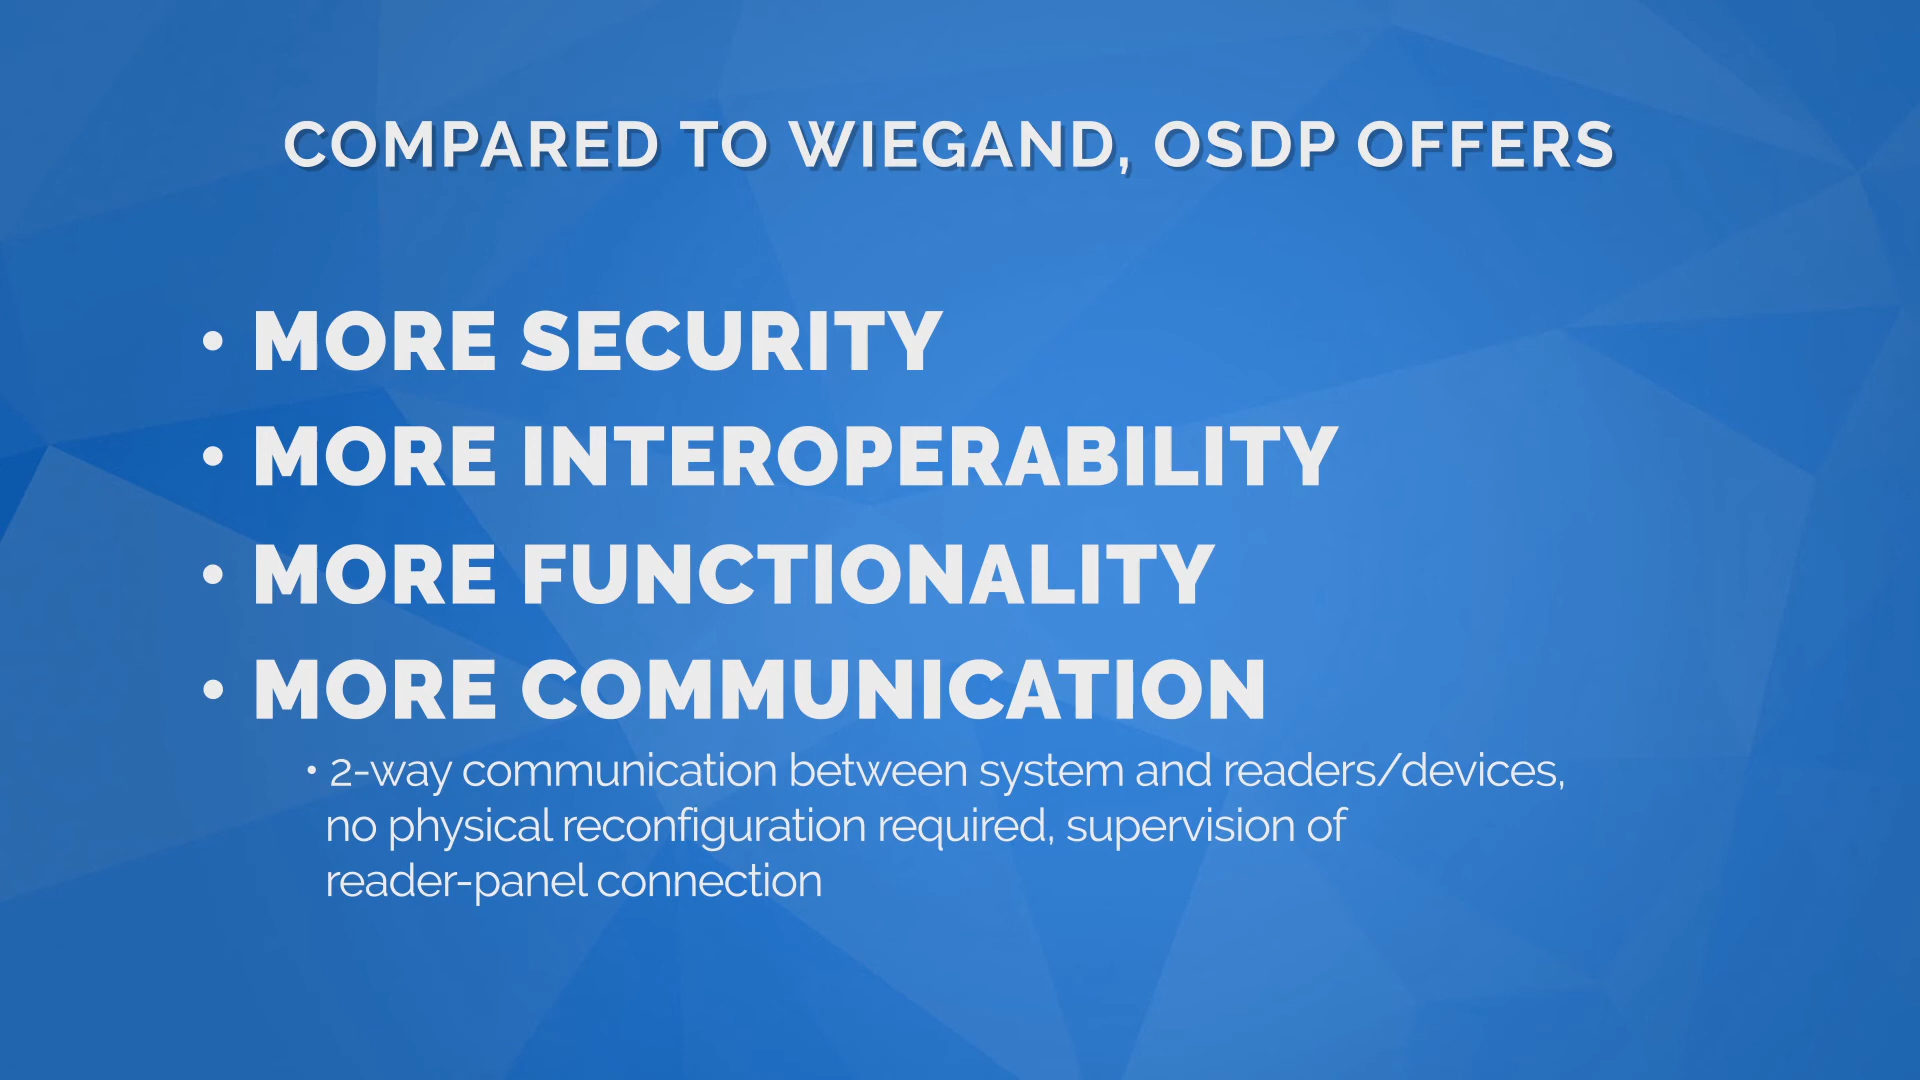 COMPARED TO WIEGAND, OSDP OFFERS
• MORE SECURITY
• MORE INTEROPERABILITY
• MORE FUNCTIONALITY
• MORE COMMUNICATION
• 2-way communication between system and readers/devices,
no physical reconfiguration required, supervision of
reader-panel connection